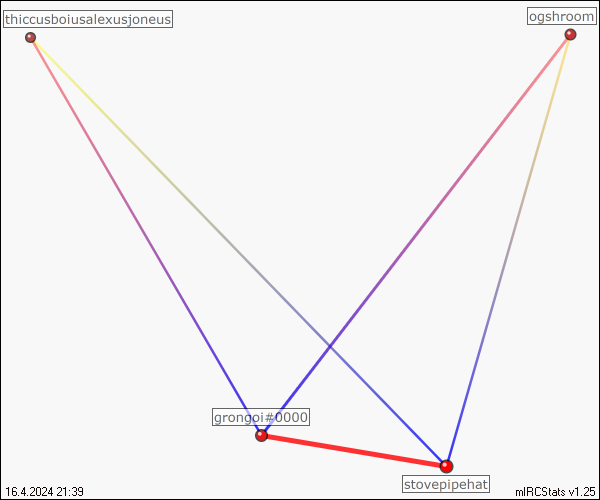 thiccusboiusalexusjoneus
ogshroom
grongoi#0000
stovepipehat
16.4.2024 21:39
mIRCStats v1.25